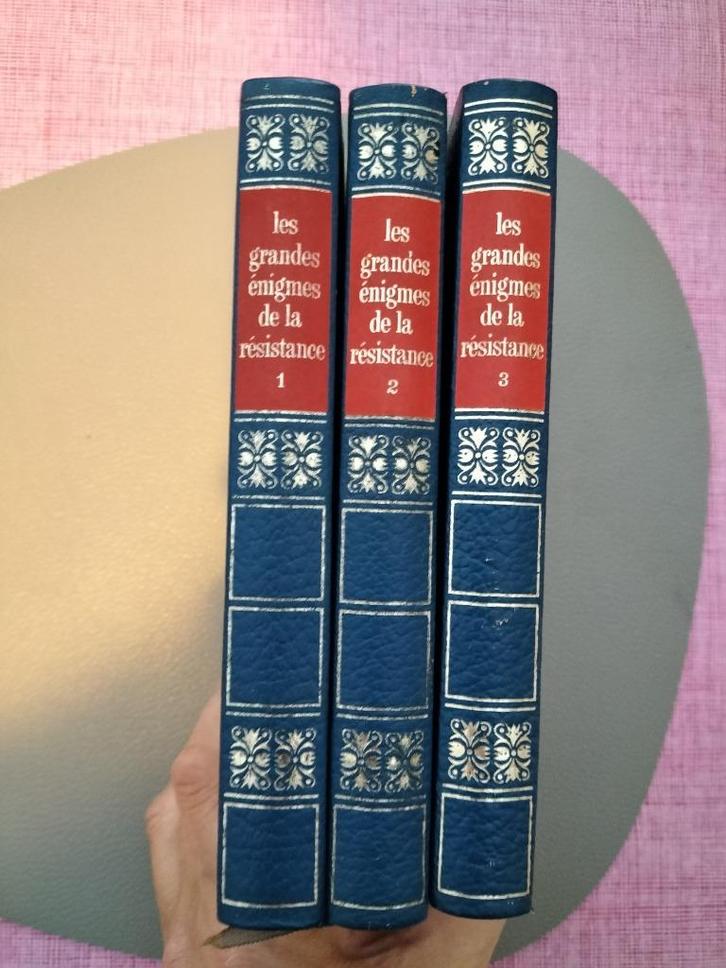 les
grandes
énigmes
de la
résistance
1
les
grandes
énigmes
de la
résistance
2
les
grandes
énigmes
de la
résistance
3